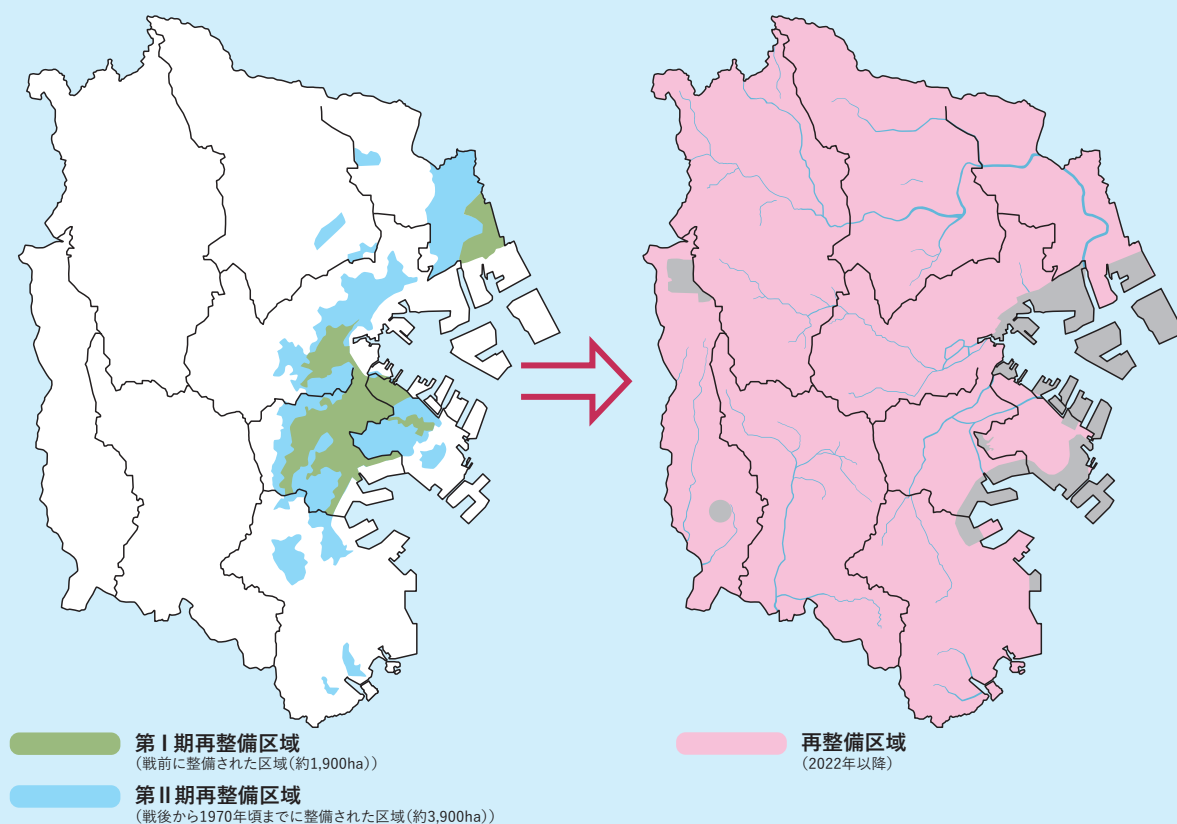 第Ⅰ期再整備区域
(戦前に整備された区域(約1,900ha))
第Ⅱ期再整備区域
(戦後から1970年頃までに整備された区域(約3,900ha))
再整備区域
(2022年以降)